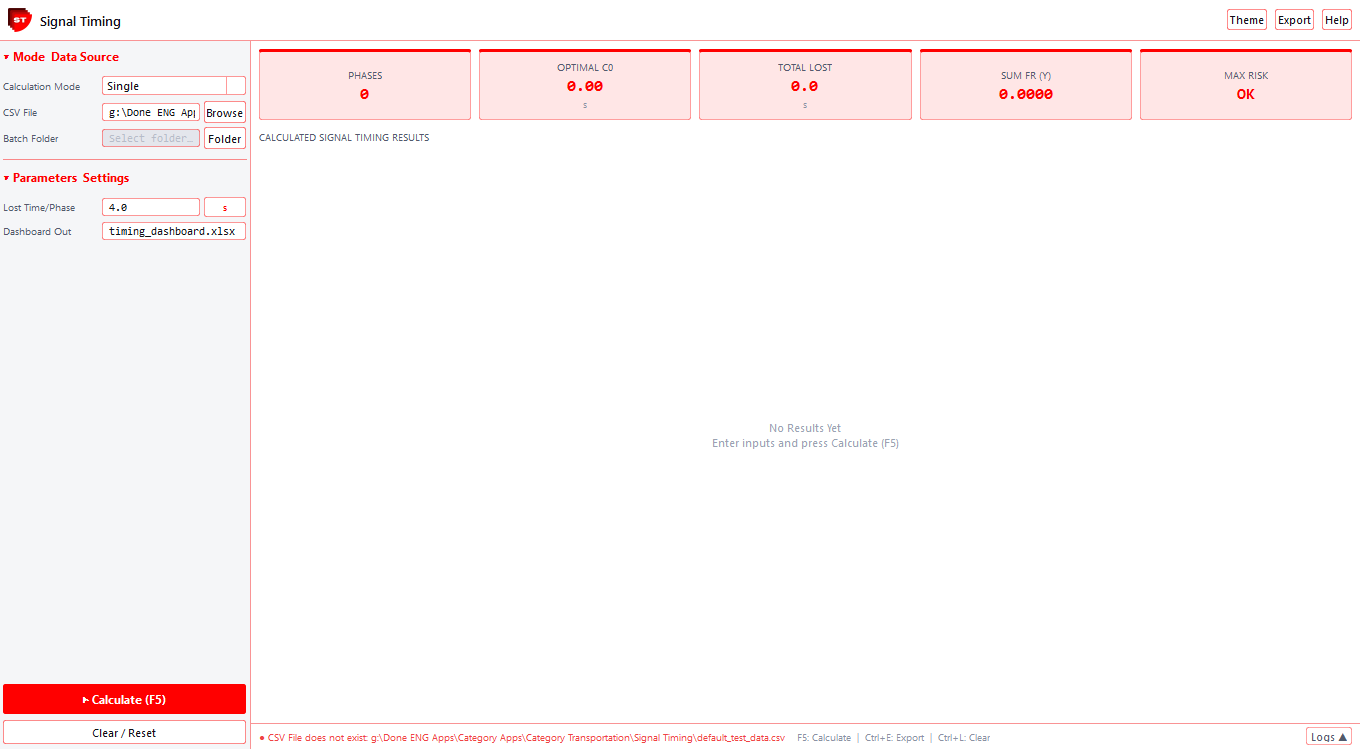 ST Signal Timing
Theme Export Help
▾ Mode  Data Source
Calculation Mode Single
CSV File g:\Done ENG Ap Browse
Batch Folder Select folder… Folder
▾ Parameters  Settings
Lost Time/Phase 4.0 s
Dashboard Out timing_dashboard.xlsx
▸ Calculate (F5)
Clear / Reset
PHASES
0
OPTIMAL C0
0.00
s
TOTAL LOST
0.0
s
SUM FR (Y)
0.0000
MAX RISK
OK
CALCULATED SIGNAL TIMING RESULTS
No Results Yet
Enter inputs and press Calculate (F5)
● CSV File does not exist: g:\Done ENG Apps\Category Apps\Category Transportation\Signal Timing\default_test_data.csv F5: Calculate | Ctrl+E: Export | Ctrl+L: Clear
Logs ▲